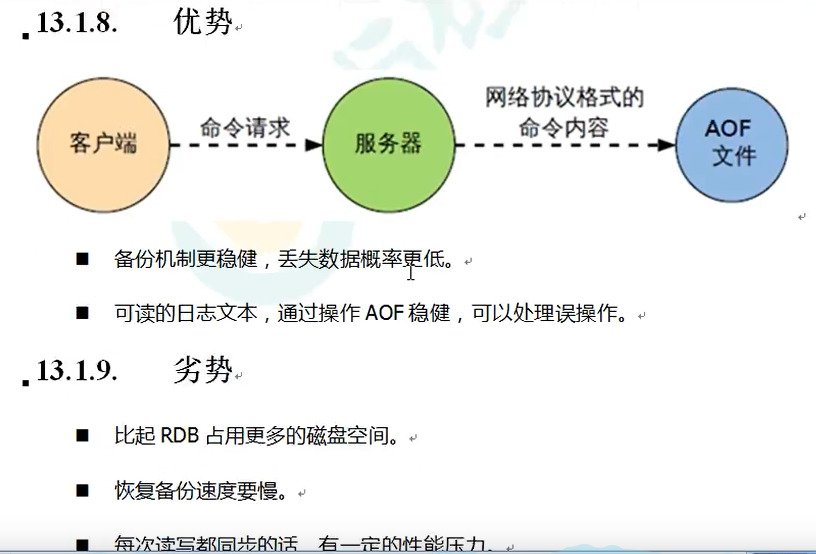 13.1.8. 优势
客户端
命令请求
服务器
网络协议格式的
命令内容
AOF
文件
■ 备份机制更稳健，丢失数据概率更低。
■ 可读的日志文本，通过操作 AOF 稳健，可以处理误操作。
13.1.9. 劣势
■ 比起 RDB 占用更多的磁盘空间。
■ 恢复备份速度要慢。
■ 每次读写都同步的话，有一定的性能压力。